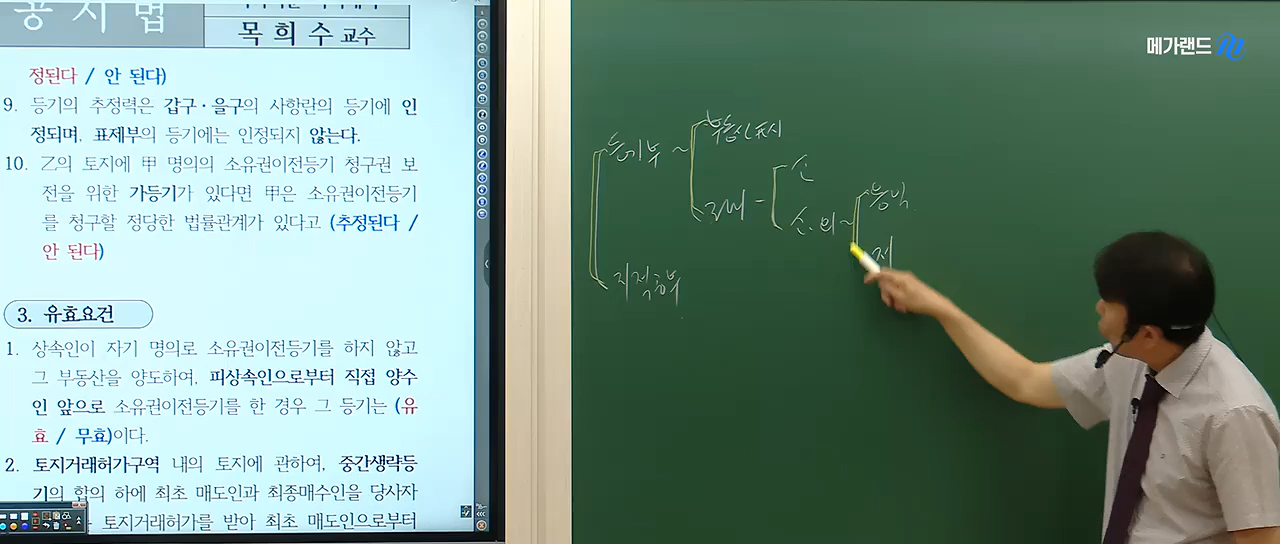 공 시 법
목 희 수 교수
정된다 / 안 된다)
9. 등기의 추정력은 갑구·을구의 사항란의 등기에 인
정되며, 표제부의 등기에는 인정되지 않는다.
10. 乙의 토지에 甲 명의의 소유권이전등기 청구권 보
전을 위한 가등기가 있다면 甲은 소유권이전등기
를 청구할 정당한 법률관계가 있다고 (추정된다 /
안 된다)
3. 유효요건
1. 상속인이 자기 명의로 소유권이전등기를 하지 않고
그 부동산을 양도하여, 피상속인으로부터 직접 양수
인 앞으로 소유권이전등기를 한 경우 그 등기는 (유
효 / 무효)이다.
2. 토지거래허가구역 내의 토지에 관하여, 중간생략등
기의 합의 하에 최초 매도인과 최종매수인을 당사자
토지거래허가를 받아 최초 매도인으로부터
메가랜드
등기부 ~
부동산표시
권리 -
소
소·외 ~
용익
저
지적공부